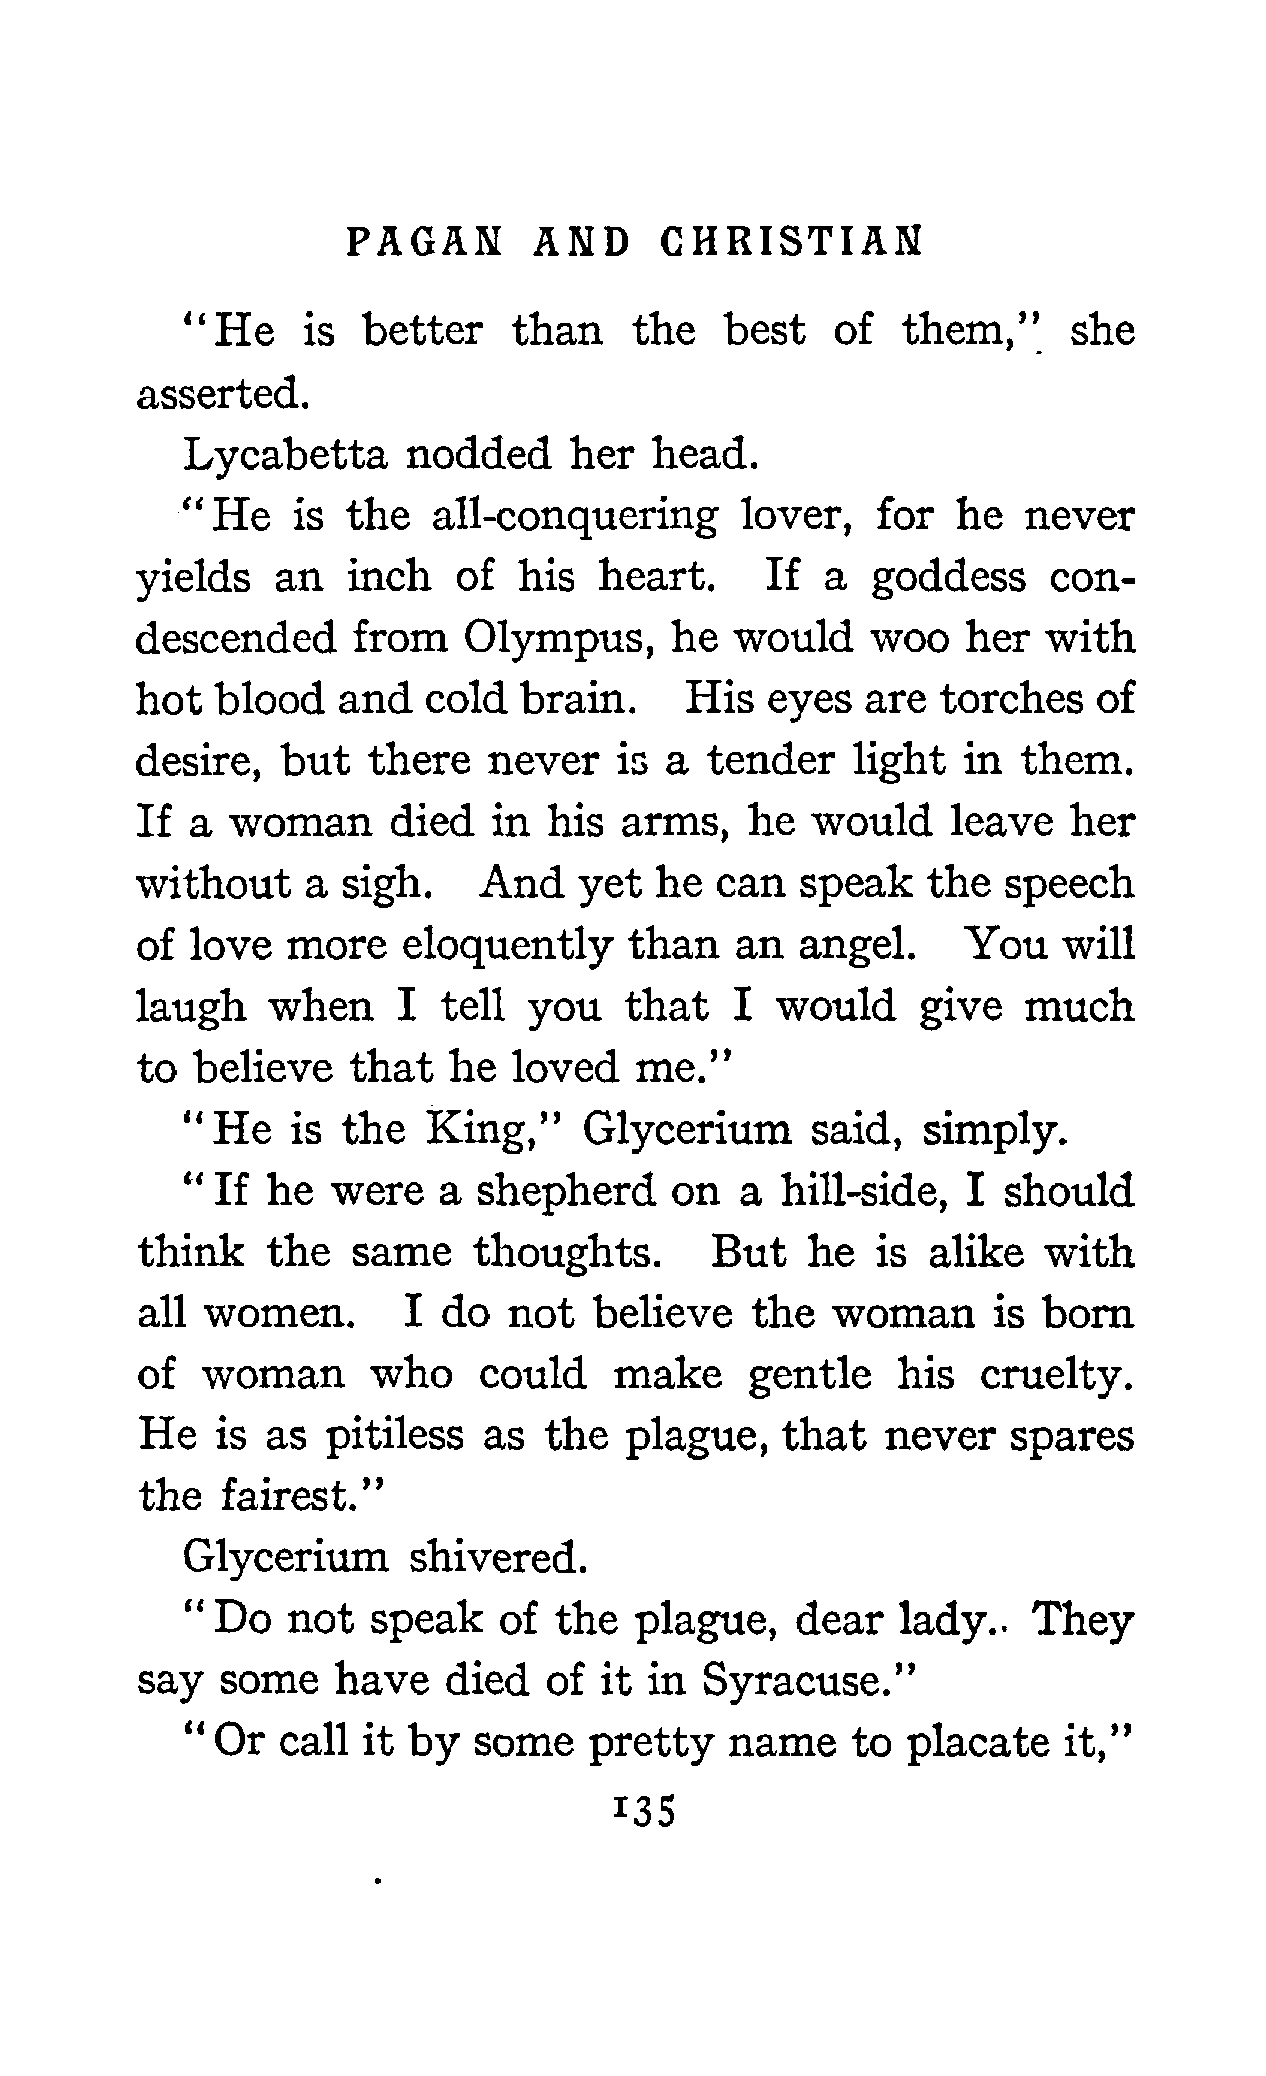 PAGAN AND CHRISTIAN
"He is better than the best of them," she
asserted.
Lycabetta nodded her head.
"He is the all-conquering lover, for he never
yields an inch of his heart. If a goddess con-
descended from Olympus, he would woo her with
hot blood and cold brain. His eyes are torches of
desire, but there never is a tender light in them.
If a woman died in his arms, he would leave her
without a sigh. And yet he can speak the speech
of love more eloquently than an angel. You will
laugh when I tell you that I would give much
to believe that he loved me."
"He is the King," Glycerium said, simply.
"If he were a shepherd on a hill-side, I should
think the same thoughts. But he is alike with
all women. I do not believe the woman is born
of woman who could make gentle his cruelty.
He is as pitiless as the plague, that never spares
the fairest."
Glycerium shivered.
"Do not speak of the plague, dear lady.. They
say some have died of it in Syracuse."
"Or call it by some pretty name to placate it,"
135